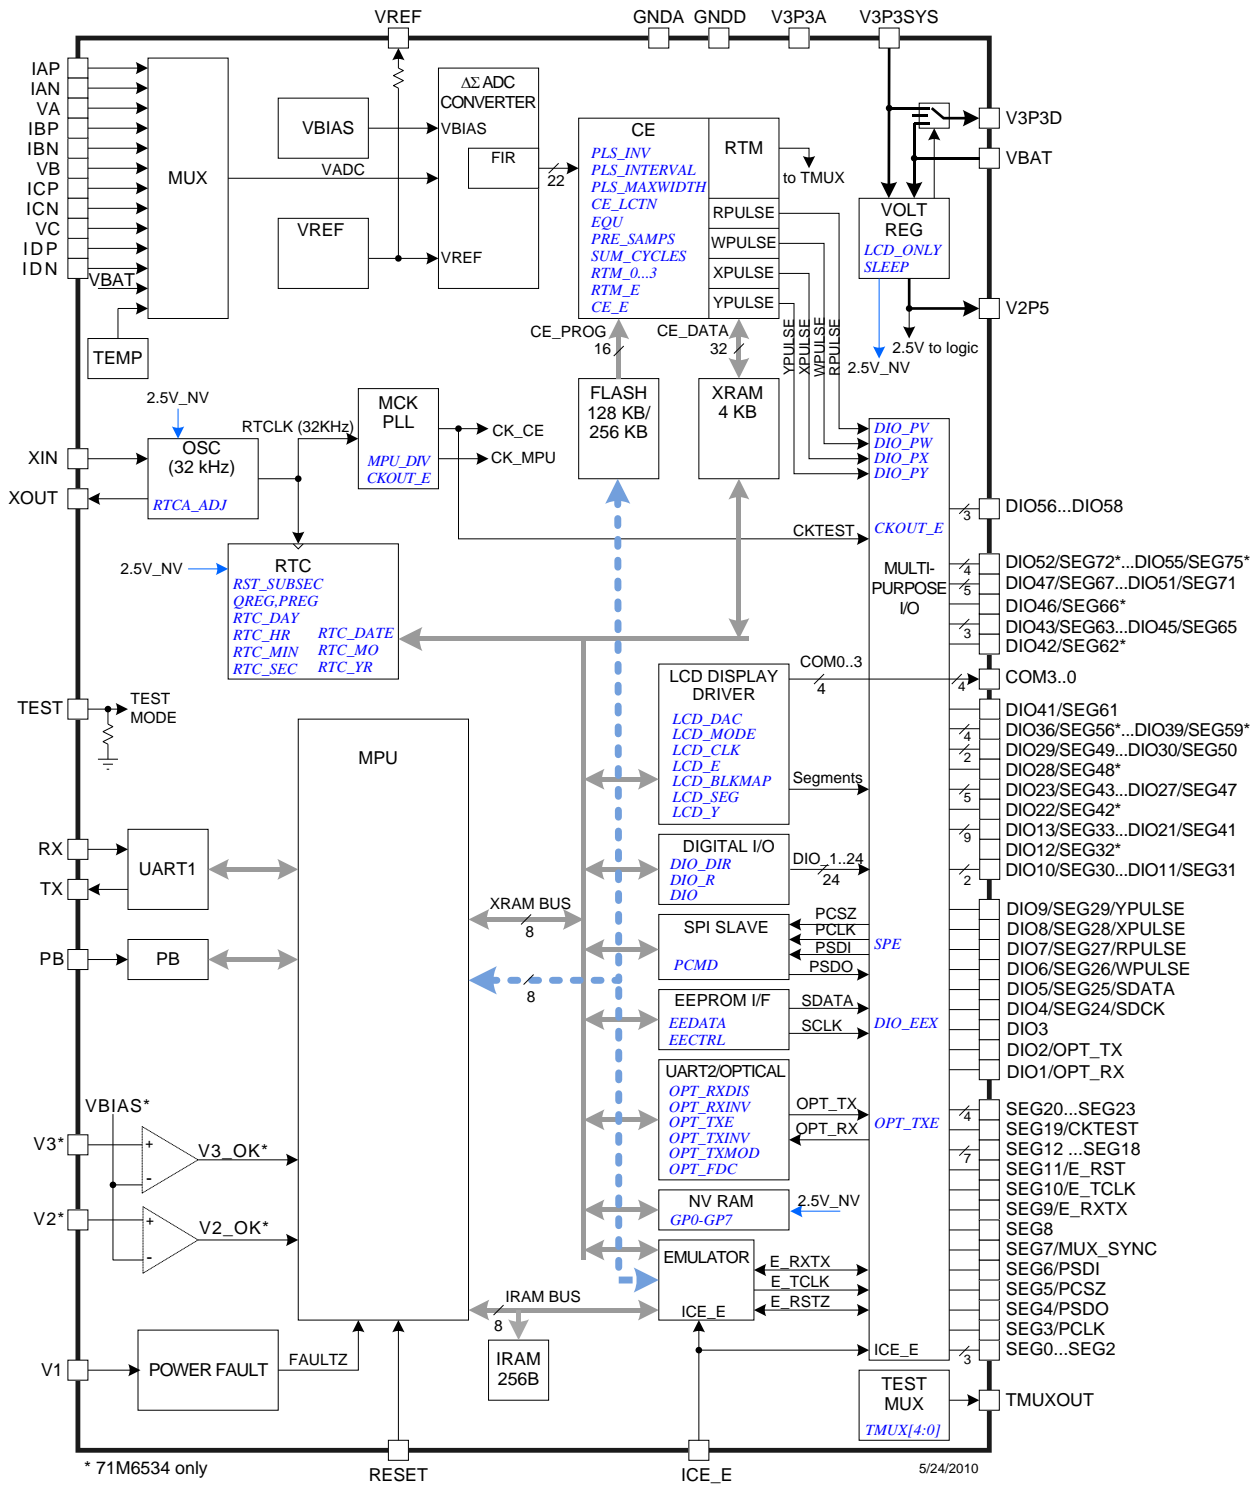 VREF
GNDA
GNDD
V3P3A
V3P3SYS
IAP
IAN
VA
IBP
IBN
VB
ICP
ICN
VC
IDP
IDN
VBAT
MUX
TEMP
VBIAS
VADC
VREF
ΔΣ ADC
CONVERTER
VBIAS
FIR
VREF
22
CE
PLS_INV
PLS_INTERVAL
PLS_MAXWIDTH
CE_LCTN
EQU
PRE_SAMPS
SUM_CYCLES
RTM_0...3
RTM_E
CE_E
RTM
to TMUX
RPULSE
WPULSE
XPULSE
YPULSE
V3P3D
VBAT
VOLT
REG
LCD_ONLY
SLEEP
V2P5
2.5V to logic
2.5V_NV
CE_PROG
16
CE_DATA
32
YPULSE
XPULSE
WPULSE
RPULSE
FLASH
128 KB/
256 KB
XRAM
4 KB
2.5V_NV
XIN
XOUT
OSC
(32 kHz)
RTCA_ADJ
RTCLK (32KHz)
MCK
PLL
MPU_DIV
CKOUT_E
CK_CE
CK_MPU
CKTEST
2.5V_NV
RTC
RST_SUBSEC
QREG,PREG
RTC_DAY
RTC_HR
RTC_MIN
RTC_SEC
RTC_DATE
RTC_MO
RTC_YR
DIO_PV
DIO_PW
DIO_PX
DIO_PY
CKOUT_E
MULTI-
PURPOSE
I/O
SPE
DIO_EEX
OPT_TXE
ICE_E
TEST
TEST
MODE
MPU
RX
TX
UART1
PB
PB
XRAM BUS
8
8
LCD DISPLAY
DRIVER
LCD_DAC
LCD_MODE
LCD_CLK
LCD_E
LCD_BLKMAP
LCD_SEG
LCD_Y
COM0..3
4
4
Segments
DIGITAL I/O
DIO_DIR
DIO_R
DIO
DIO_1..24
24
SPI SLAVE
PCMD
PCSZ
PCLK
PSDI
PSDO
EEPROM I/F
EEDATA
EECTRL
SDATA
SCLK
UART2/OPTICAL
OPT_RXDIS
OPT_RXINV
OPT_TXE
OPT_TXINV
OPT_TXMOD
OPT_FDC
OPT_TX
OPT_RX
NV RAM
GP0-GP7
2.5V_NV
EMULATOR
ICE_E
E_RXTX
E_TCLK
E_RSTZ
VBIAS*
V3*
+
-
V3_OK*
V2*
+
-
V2_OK*
IRAM BUS
8
IRAM
256B
V1
POWER FAULT
FAULTZ
TEST
MUX
TMUX[4:0]
TMUXOUT
3
DIO56...DIO58
4
DIO52/SEG72*...DIO55/SEG75*
5
DIO47/SEG67...DIO51/SEG71
DIO46/SEG66*
3
DIO43/SEG63...DIO45/SEG65
DIO42/SEG62*
COM3..0
DIO41/SEG61
4
DIO36/SEG56*...DIO39/SEG59*
2
DIO29/SEG49...DIO30/SEG50
DIO28/SEG48*
5
DIO23/SEG43...DIO27/SEG47
DIO22/SEG42*
9
DIO13/SEG33...DIO21/SEG41
DIO12/SEG32*
2
DIO10/SEG30...DIO11/SEG31
DIO9/SEG29/YPULSE
DIO8/SEG28/XPULSE
DIO7/SEG27/RPULSE
DIO6/SEG26/WPULSE
DIO5/SEG25/SDATA
DIO4/SEG24/SDCK
DIO3
DIO2/OPT_TX
DIO1/OPT_RX
4
SEG20...SEG23
SEG19/CKTEST
7
SEG12 ...SEG18
SEG11/E_RST
SEG10/E_TCLK
SEG9/E_RXTX
SEG8
SEG7/MUX_SYNC
SEG6/PSDI
SEG5/PCSZ
SEG4/PSDO
SEG3/PCLK
3
SEG0...SEG2
* 71M6534 only
RESET
ICE_E
5/24/2010